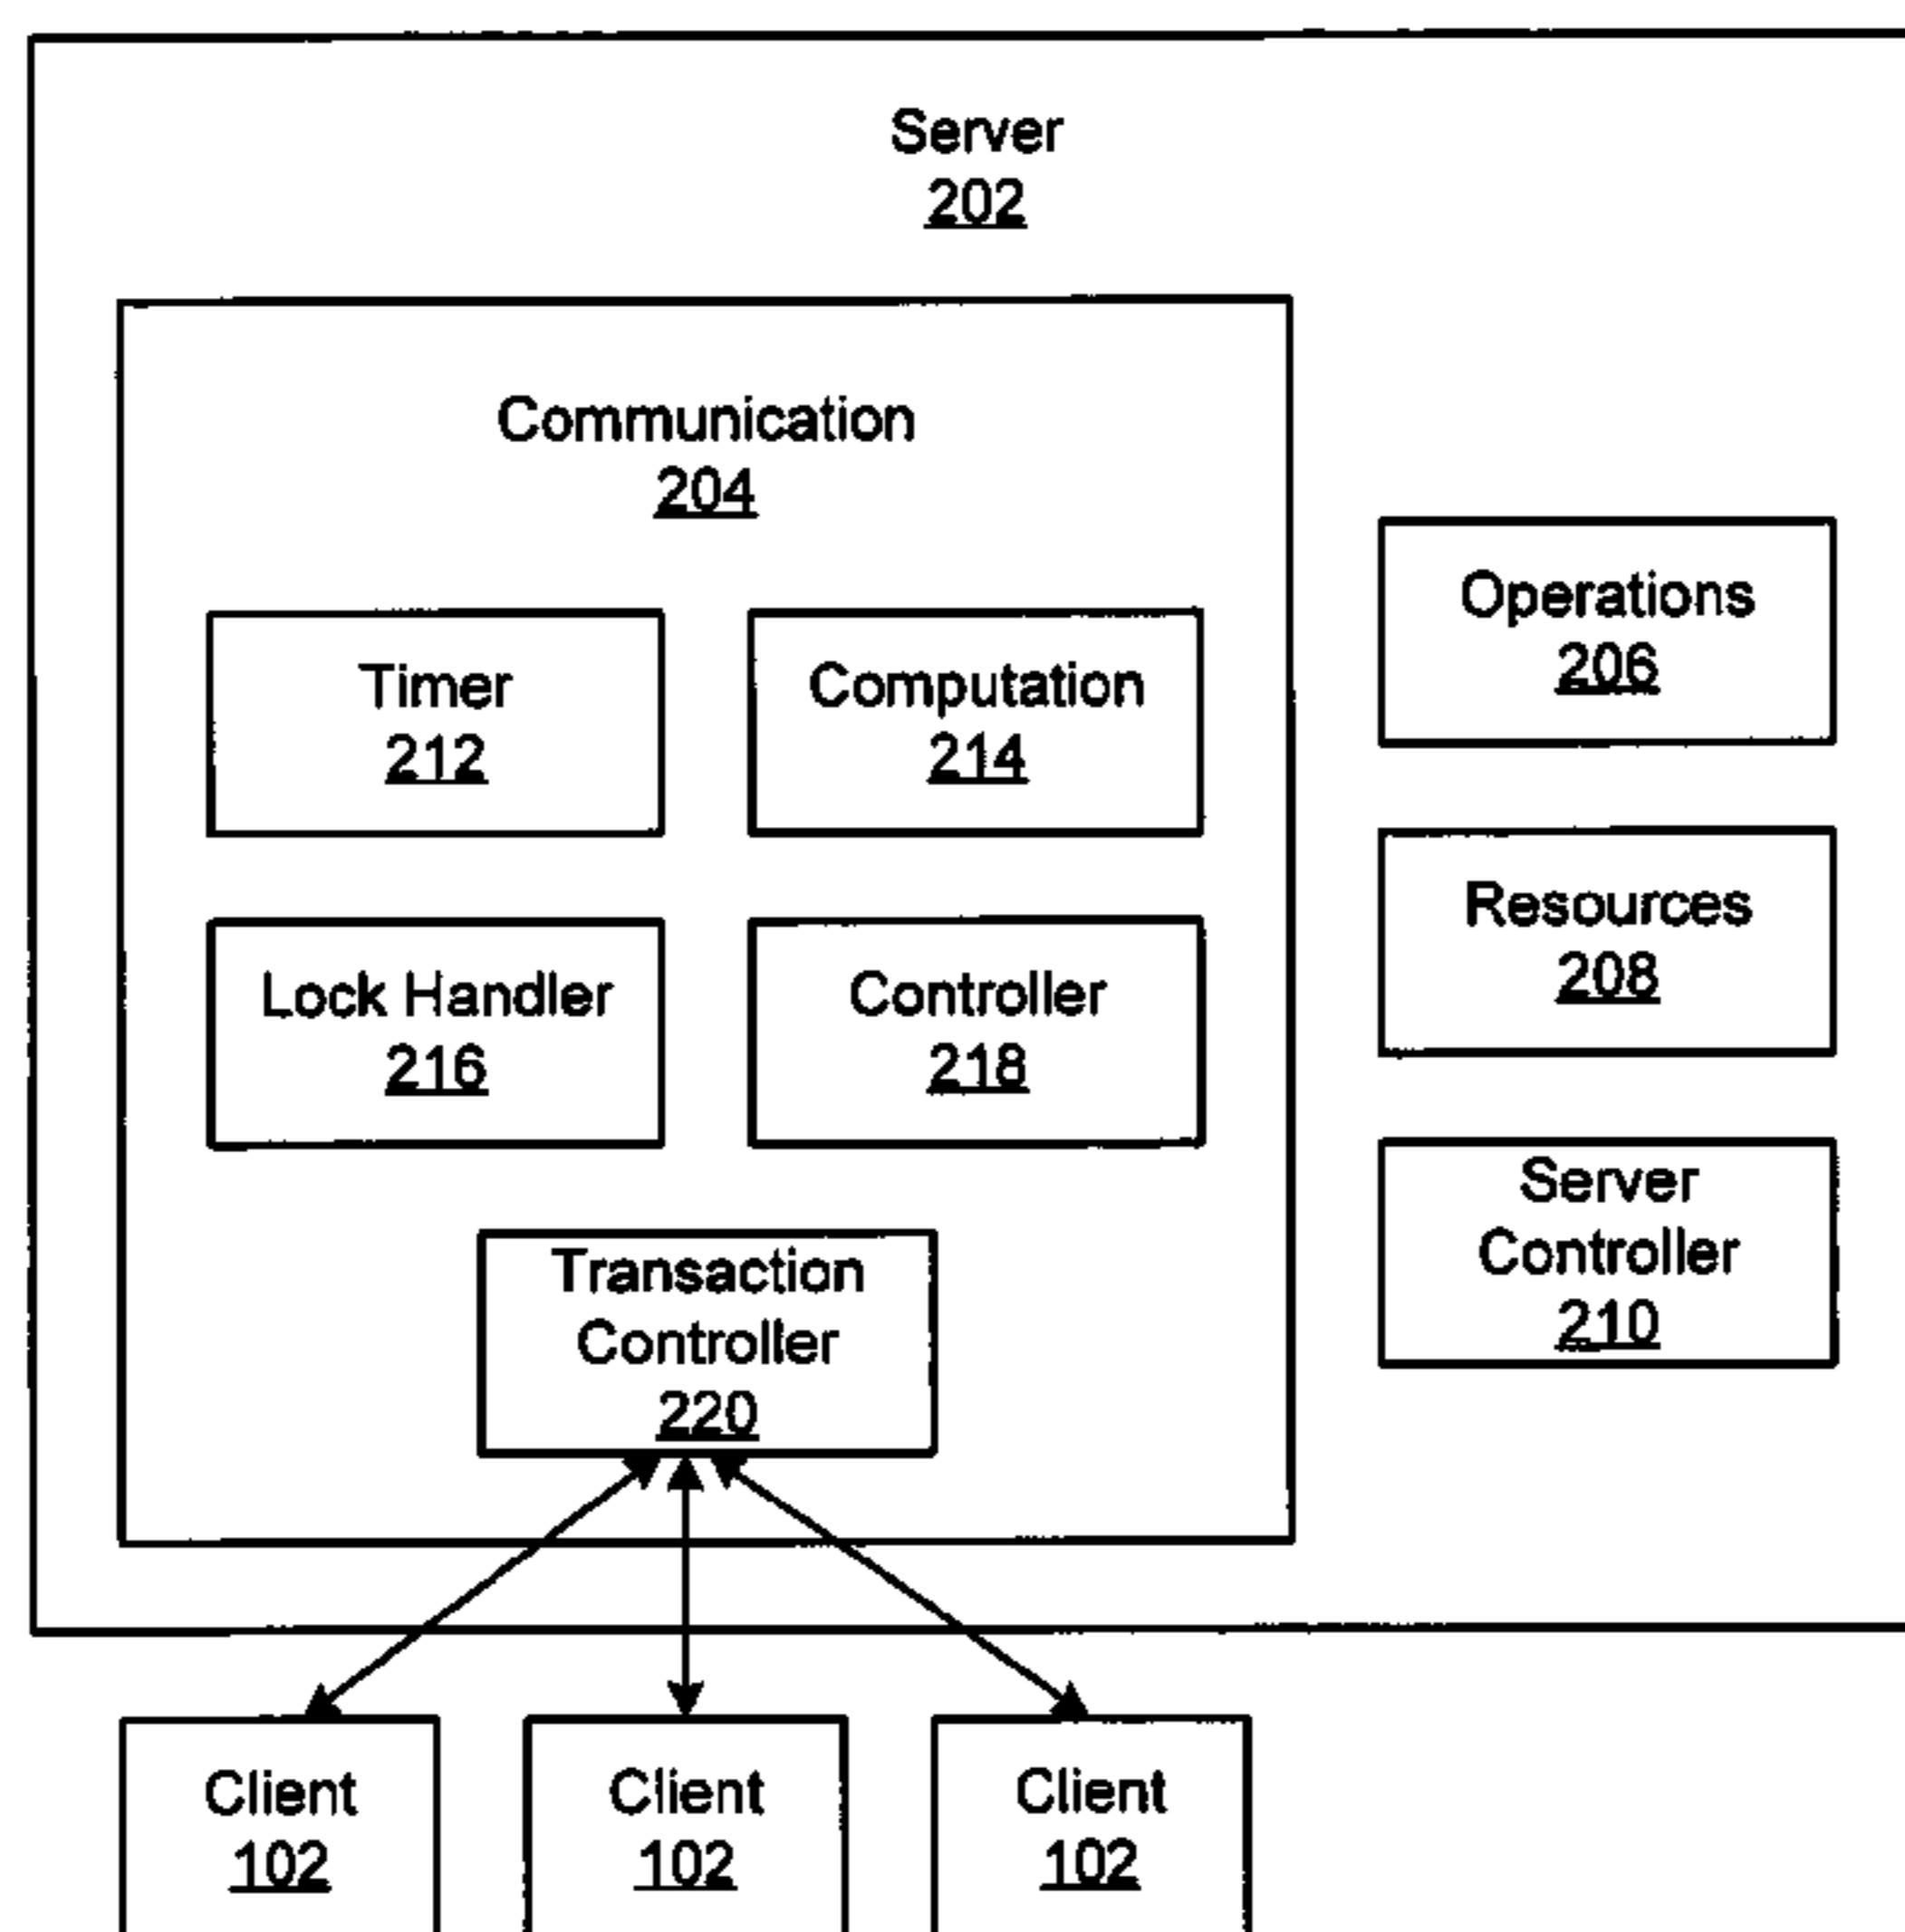 Server
202
Communication
204
Timer
212
Computation
214
Lock Handler
216
Controller
218
Transaction
Controller
220
Operations
206
Resources
208
Server
Controller
210
Client
102
Client
102
Client
102